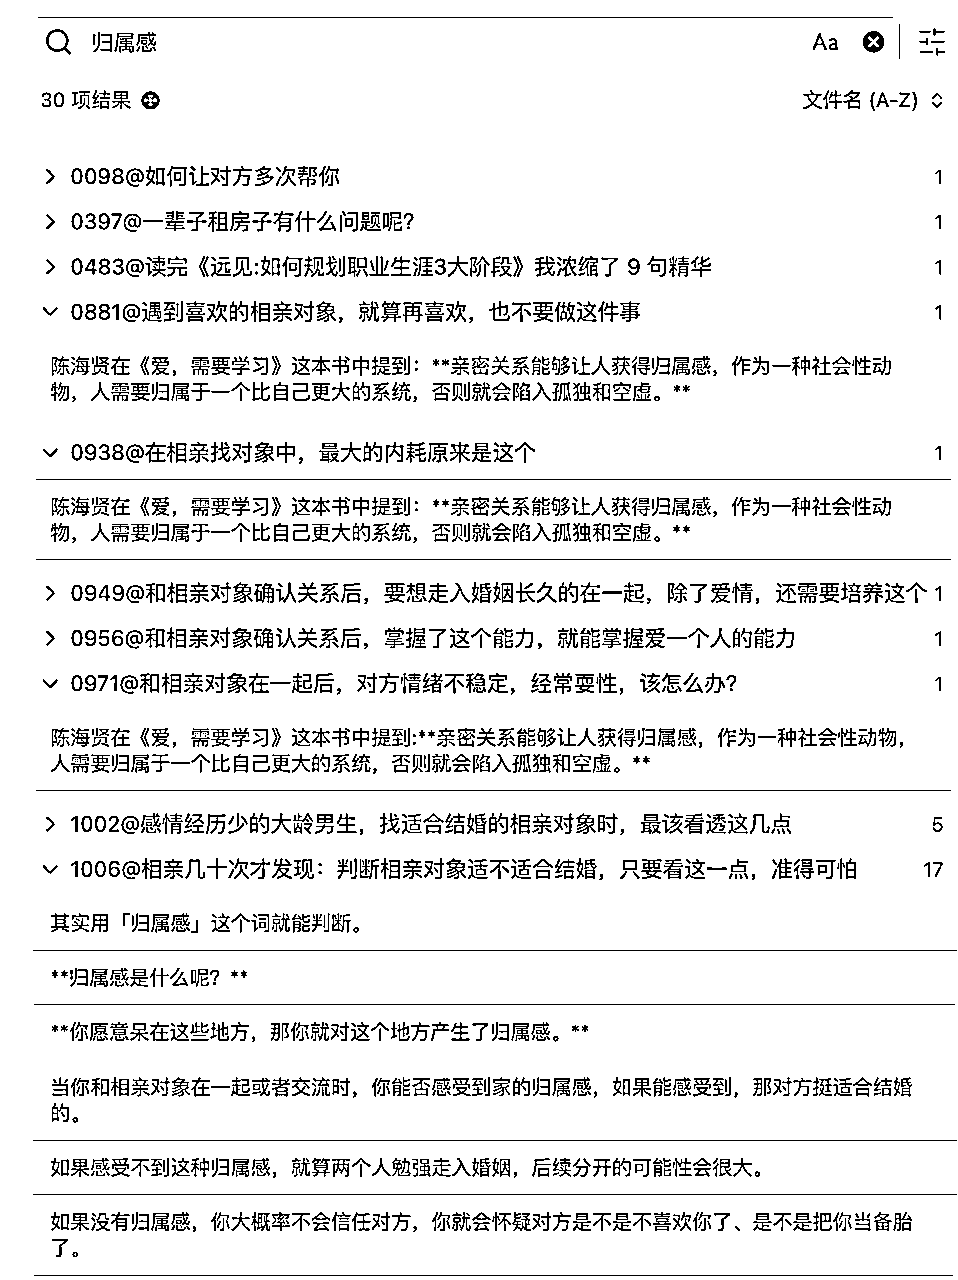 归属感 Aa
30 项结果 文件名 (A-Z)
0098@如何让对方多次帮你 1
0397@一辈子租房子有什么问题呢? 1
0483@读完《远见:如何规划职业生涯3大阶段》我浓缩了 9 句精华 1
0881@遇到喜欢的相亲对象，就算再喜欢，也不要做这件事 1
陈海贤在《爱，需要学习》这本书中提到：**亲密关系能够让人获得归属感，作为一种社会性动
物，人需要归属于一个比自己更大的系统，否则就会陷入孤独和空虚。**
0938@在相亲找对象中，最大的内耗原来是这个 1
陈海贤在《爱，需要学习》这本书中提到：**亲密关系能够让人获得归属感，作为一种社会性动
物，人需要归属于一个比自己更大的系统，否则就会陷入孤独和空虚。**
0949@和相亲对象确认关系后，要想走入婚姻长久的在一起，除了爱情，还需要培养这个 1
0956@和相亲对象确认关系后，掌握了这个能力，就能掌握爱一个人的能力 1
0971@和相亲对象在一起后，对方情绪不稳定，经常耍性，该怎么办? 1
陈海贤在《爱，需要学习》这本书中提到:**亲密关系能够让人获得归属感，作为一种社会性动物，
人需要归属于一个比自己更大的系统，否则就会陷入孤独和空虚。**
1002@感情经历少的大龄男生，找适合结婚的相亲对象时，最该看透这几点 5
1006@相亲几十次才发现：判断相亲对象适不适合结婚，只要看这一点，准得可怕 17
其实用「归属感」这个词就能判断。
**归属感是什么呢？**
**你愿意呆在这些地方，那你就对这个地方产生了归属感。**
当你和相亲对象在一起或者交流时，你能否感受到家的归属感，如果能感受到，那对方挺适合结婚
的。
如果感受不到这种归属感，就算两个人勉强走入婚姻，后续分开的可能性会很大。
如果没有归属感，你大概率不会信任对方，你就会怀疑对方是不是不喜欢你了、是不是把你当备胎
了。